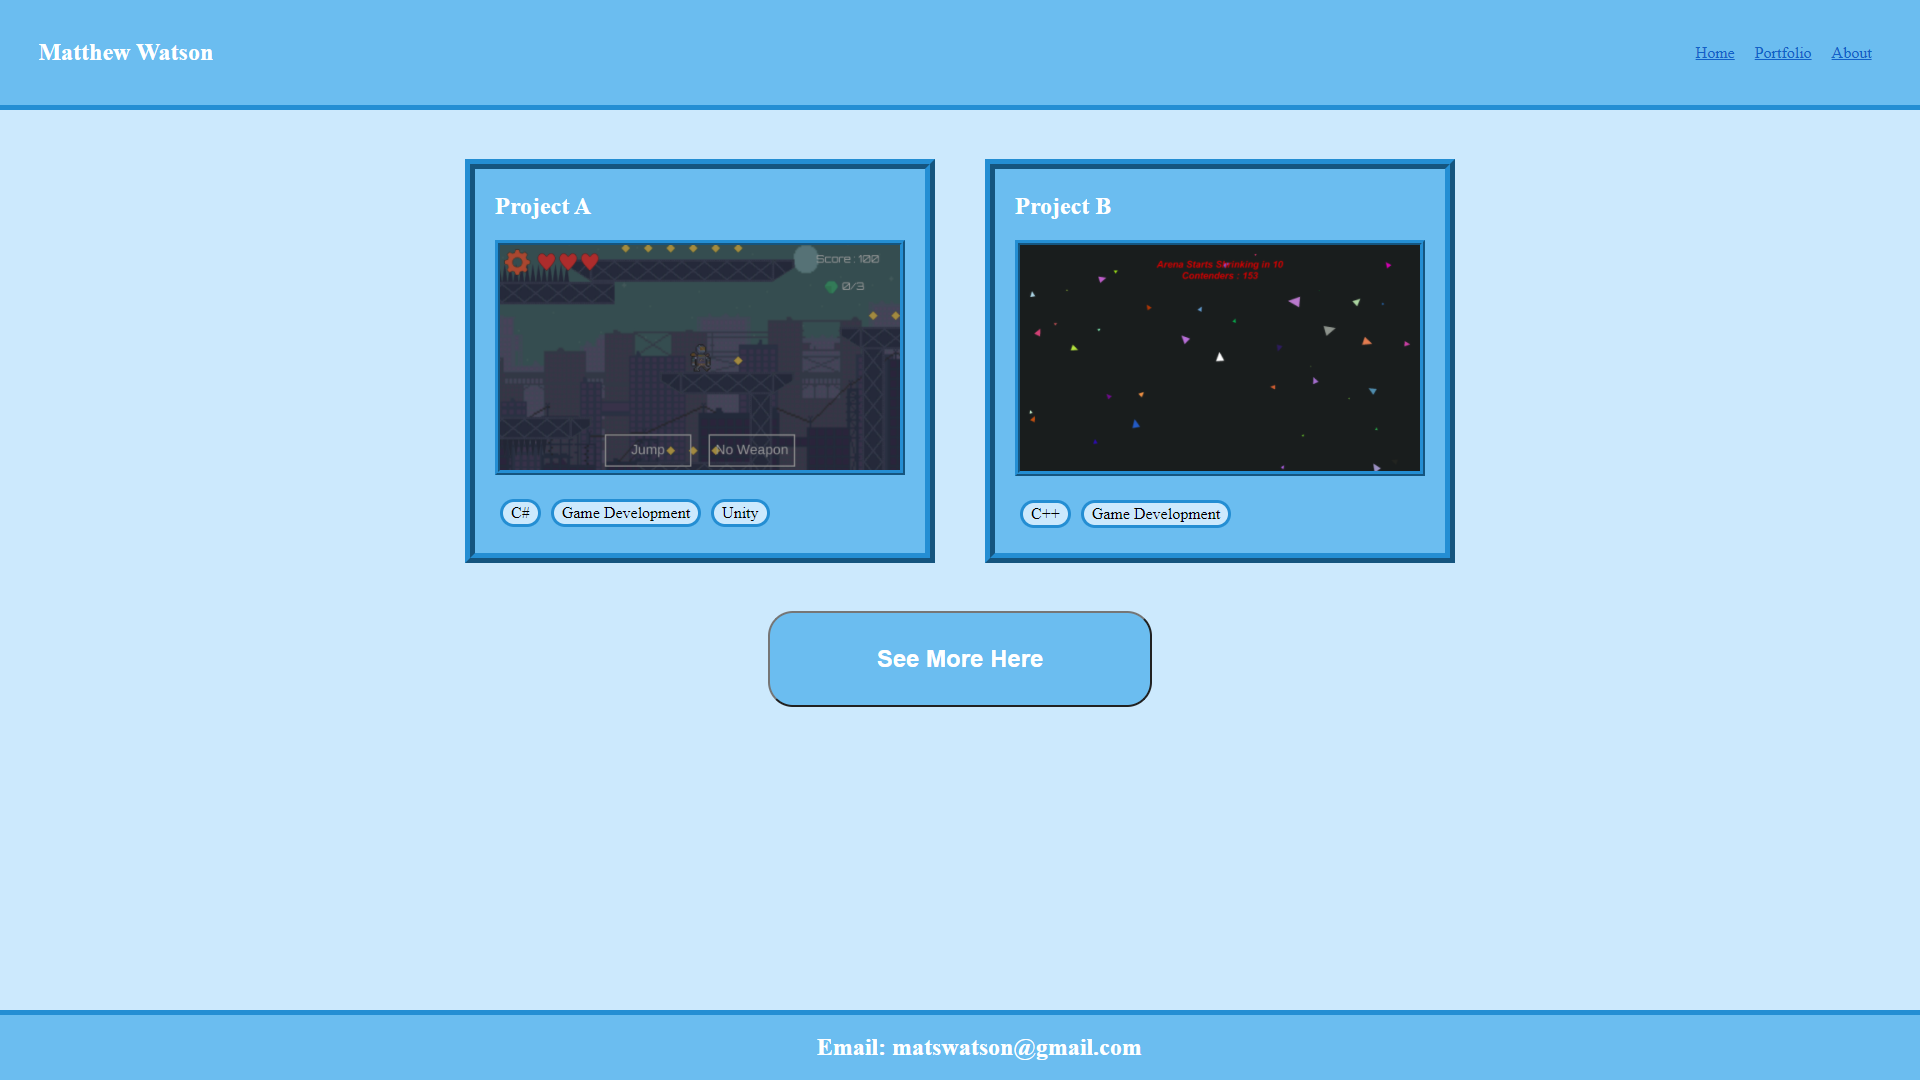 Matthew Watson
Home Portfolio About
Project A
Score : 100
0/3
Jump
No Weapon
C# Game Development Unity
Project B
Arena Starts Shrinking in 10
Contenders : 153
C++ Game Development
See More Here
Email: matswatson@gmail.com